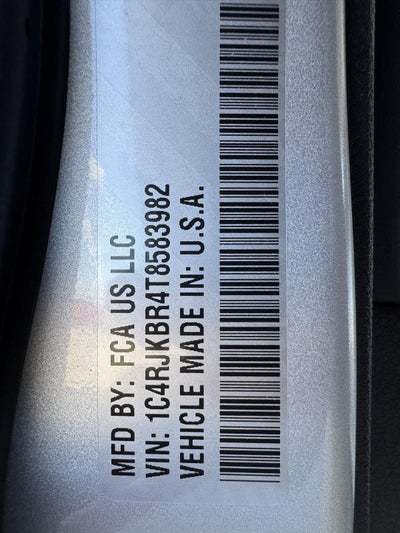 MFD BY: FCA US LLC
VIN: 1C4RJKBR4T8583982
VEHICLE MADE IN: U.S.A.